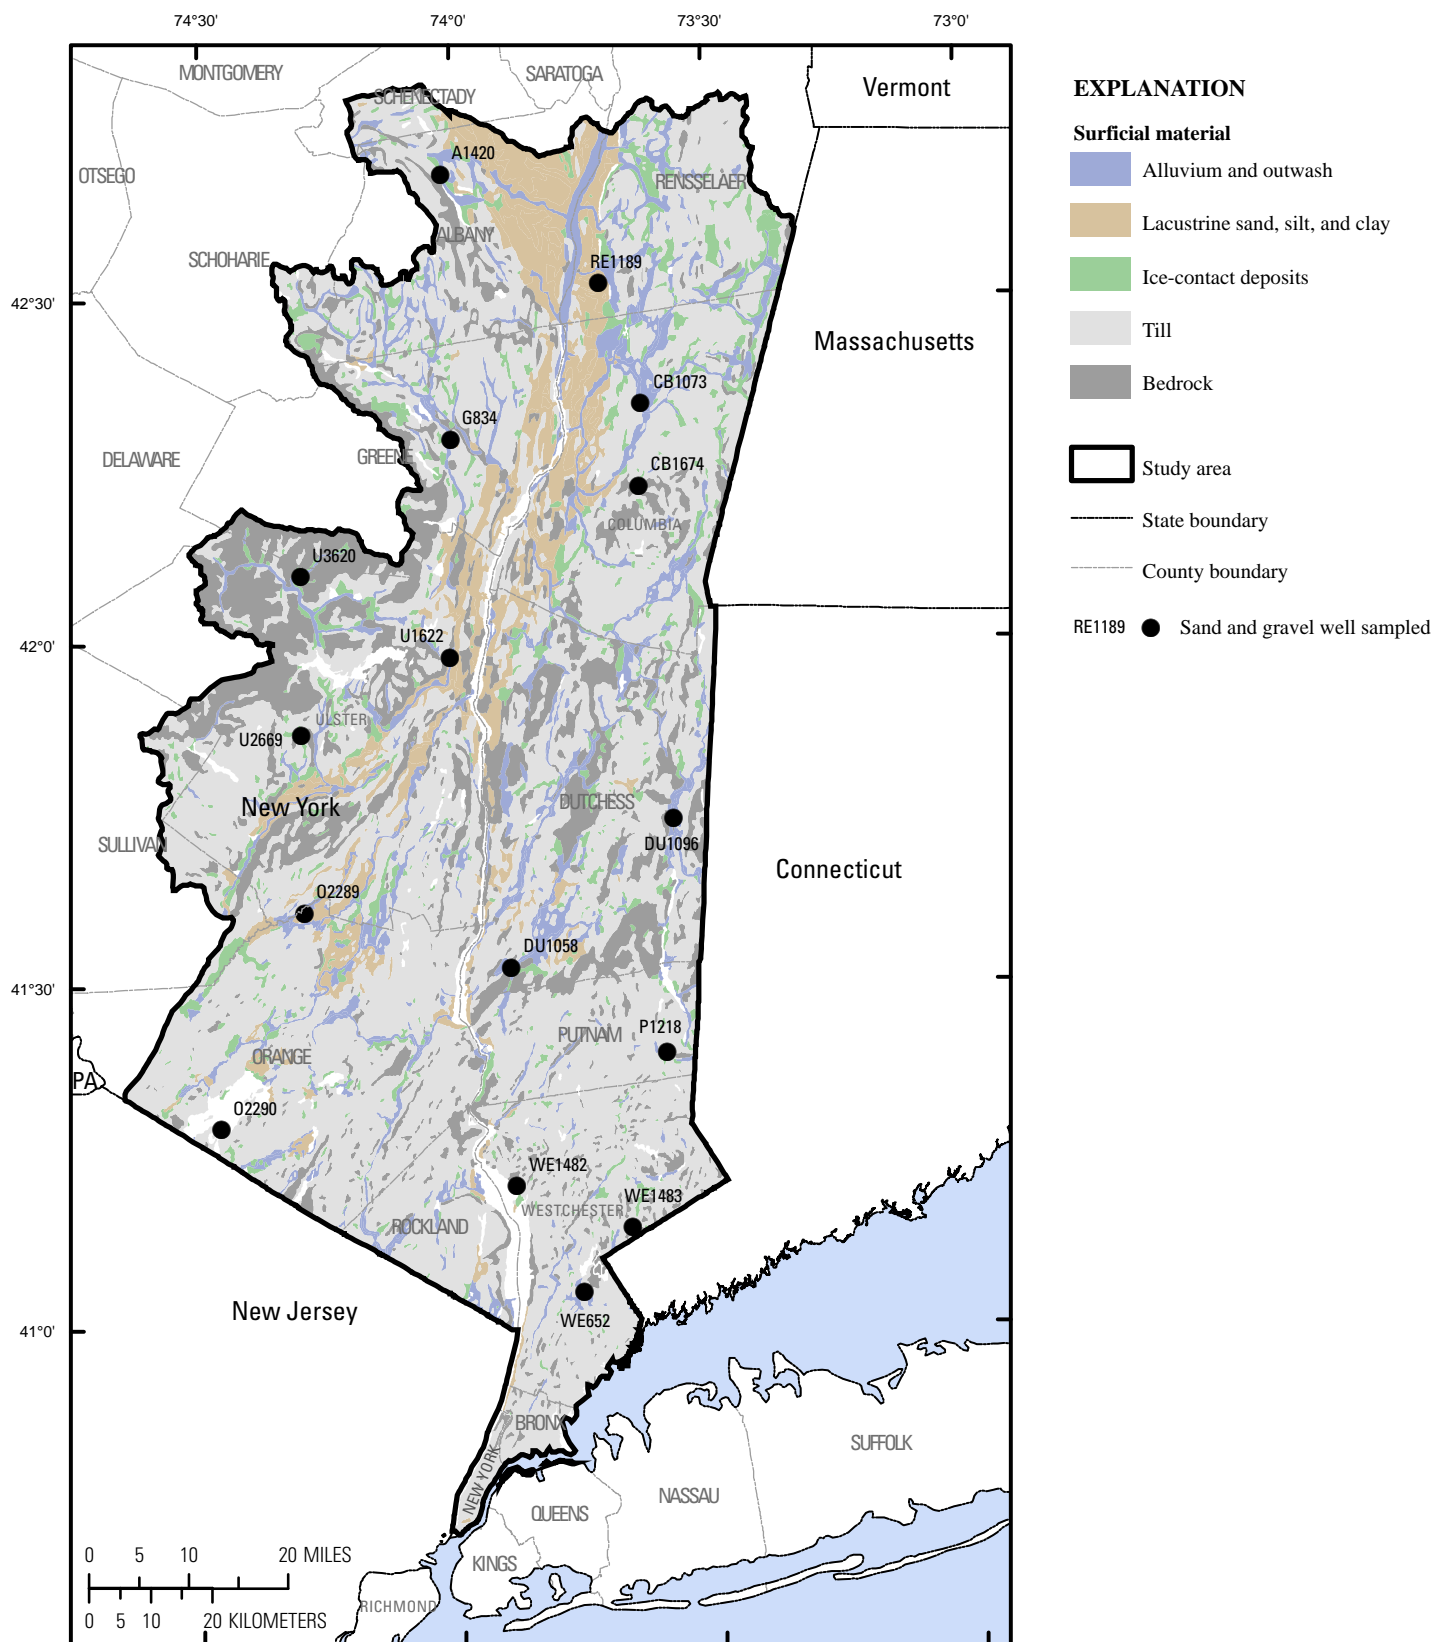 74°30' 74°0' 73°30' 73°0'
MONTGOMERY
SARATOGA
SCHENECTADY
Vermont
A1420
OTSEGO
RENSSELAER
ALBANY
SCHOHARIE
RE1189
42°30'
Massachusetts
CB1073
G834
GREENE
DELAWARE
CB1674
COLUMBIA
U3620
U1622
42°0'
ULSTER
U2669
New York
DUTCHESS
SULLIVAN
DU1096
Connecticut
O2289
DU1058
41°30'
P1218
PUTNAM
ORANGE
PA
O2290
WE1482
WE1483
WESTCHESTER
ROCKLAND
New Jersey
WE652
41°0'
BRONX
SUFFOLK
NEW YORK
NASSAU
QUEENS
KINGS
RICHMOND
0 5 10 20 MILES
0 5 10 20 KILOMETERS
EXPLANATION
Surficial material
Alluvium and outwash
Lacustrine sand, silt, and clay
Ice-contact deposits
Till
Bedrock
Study area
State boundary
County boundary
RE1189 Sand and gravel well sampled